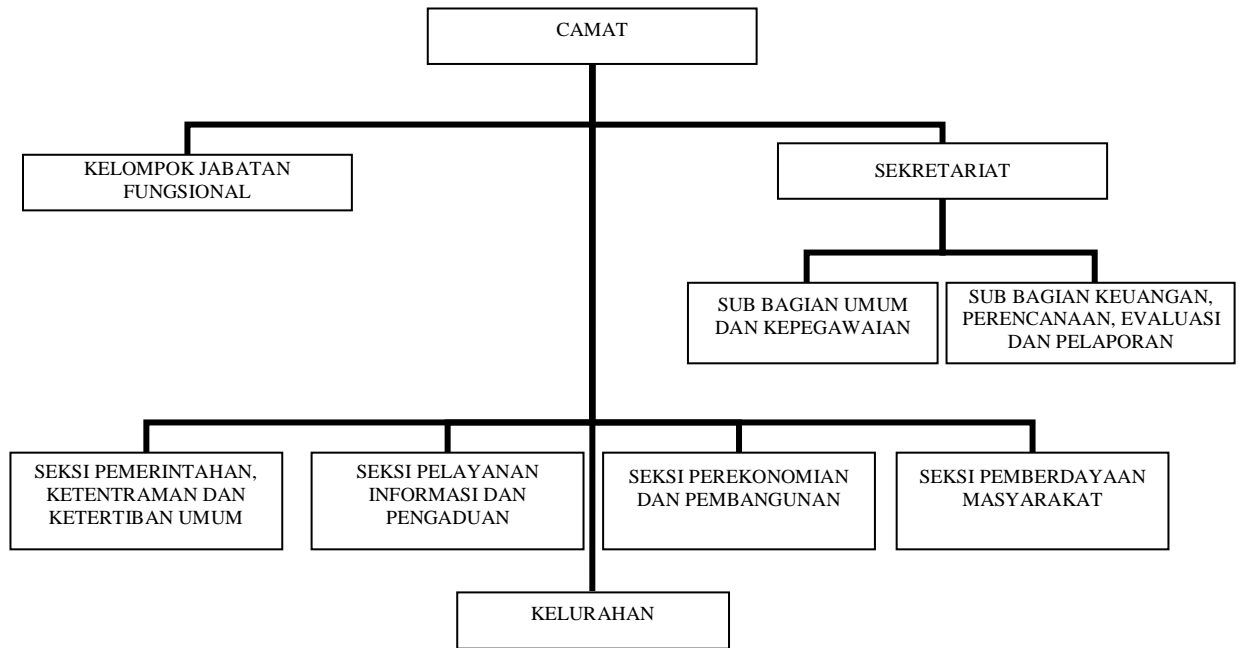 CAMAT
KELOMPOK JABATAN
FUNGSIONAL
SEKRETARIAT
SUB BAGIAN UMUM
DAN KEPEGAWAIAN
SUB BAGIAN KEUANGAN,
PERENCANAAN, EVALUASI
DAN PELAPORAN
SEKSI PEMERINTAHAN,
KETENTRAMAN DAN
KETERTIBAN UMUM
SEKSI PELAYANAN
INFORMASI DAN
PENGADUAN
SEKSI PEREKONOMIAN
DAN PEMBANGUNAN
SEKSI PEMBERDAYAAN
MASYARAKAT
KELURAHAN